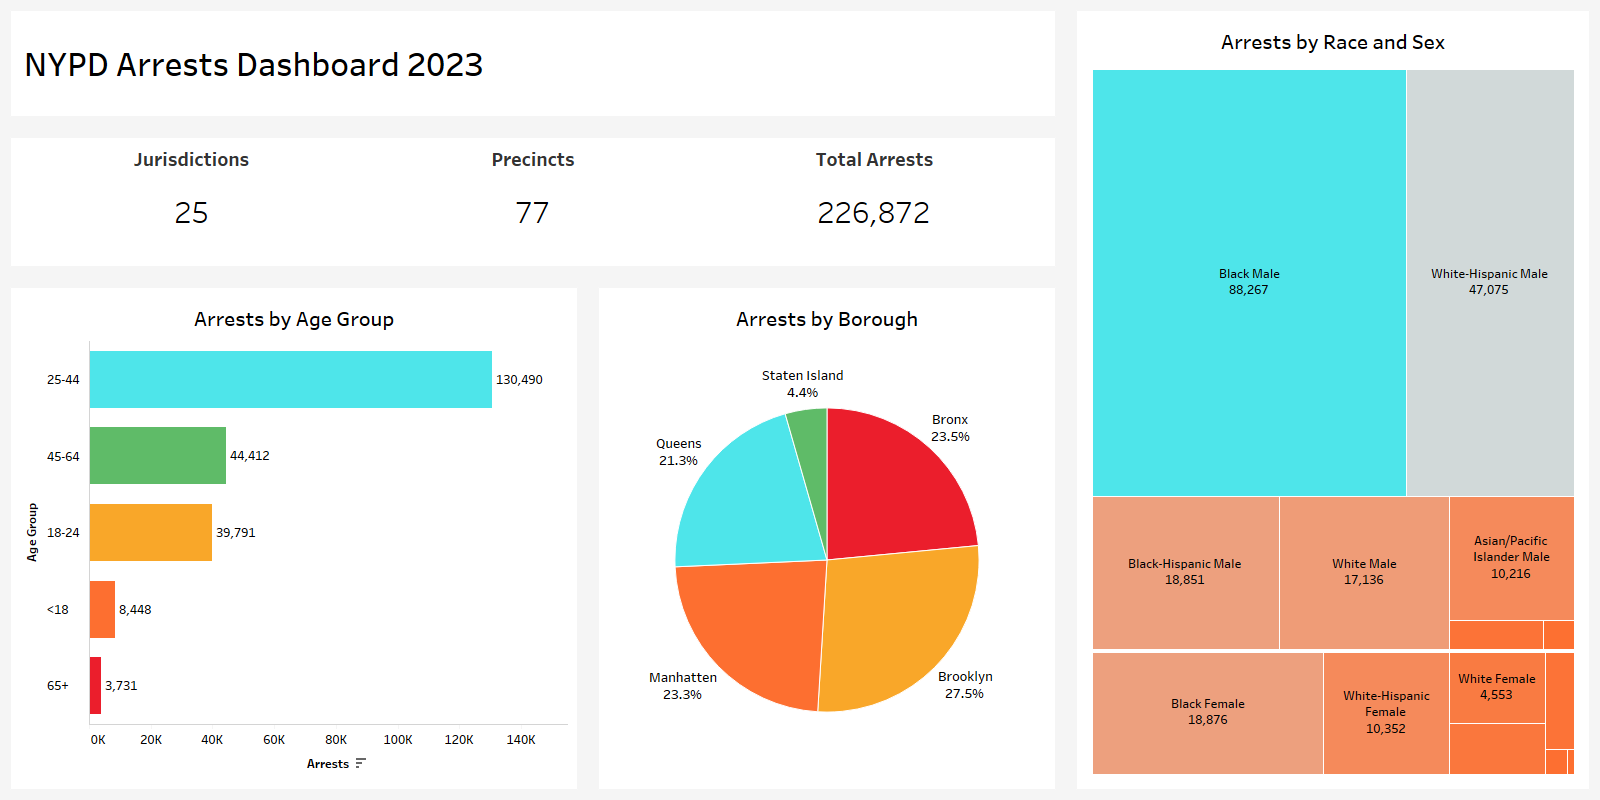 NYPD Arrests Dashboard 2023
Jurisdictions
25
Precincts
77
Total Arrests
226,872
Arrests by Age Group
Age Group
25-44
130,490
45-64
44,412
18-24
39,791
<18
8,448
65+
3,731
0K 20K 40K 60K 80K 100K 120K 140K
Arrests
Arrests by Borough
Staten Island
4.4%
Bronx
23.5%
Queens
21.3%
Manhatten
23.3%
Brooklyn
27.5%
Arrests by Race and Sex
Black Male
88,267
White-Hispanic Male
47,075
Black-Hispanic Male
18,851
White Male
17,136
Asian/Pacific
Islander Male
10,216
Black Female
18,876
White-Hispanic
Female
10,352
White Female
4,553